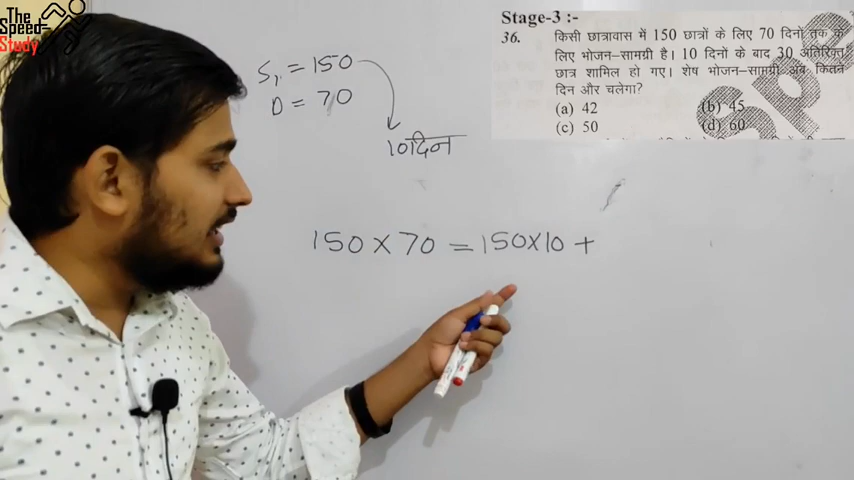 The
Speed
Study
Stage-3 :-
36. किसी छात्रावास में 150 छात्रों के लिए 70 दिनों तक के
लिए भोजन–सामग्री है। 10 दिनों के बाद 30 अतिरिक्त
छात्र शामिल हो गए। शेष भोजन–सामग्री अब कितने
दिन और चलेगा?
(a) 42 (b) 45
(c) 50 (d) 60
S₁ = 150
D = 70
10दिन
150 × 70 = 150×10 +